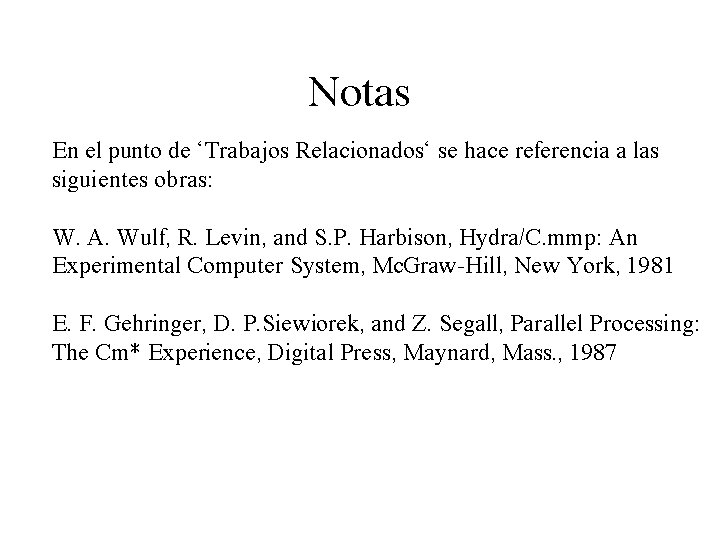 Notas
En el punto de ‘Trabajos Relacionados‘ se hace referencia a las
siguientes obras:
W. A. Wulf, R. Levin, and S.P. Harbison, Hydra/C.mmp: An
Experimental Computer System, McGraw-Hill, New York, 1981
E. F. Gehringer, D. P.Siewiorek, and Z. Segall, Parallel Processing:
The Cm* Experience, Digital Press, Maynard, Mass., 1987